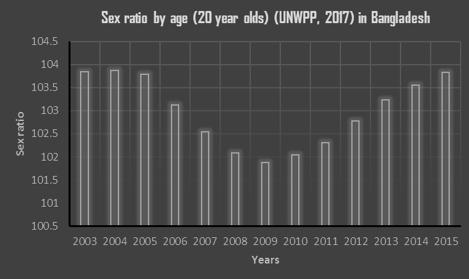 Sex ratio by age (20 year olds) (UNWPP, 2017) in Bangladesh
104.5
104
103.5
103
102.5
102
101.5
101
100.5
Sex ratio
2003 2004 2005 2006 2007 2008 2009 2010 2011 2012 2013 2014 2015
Years